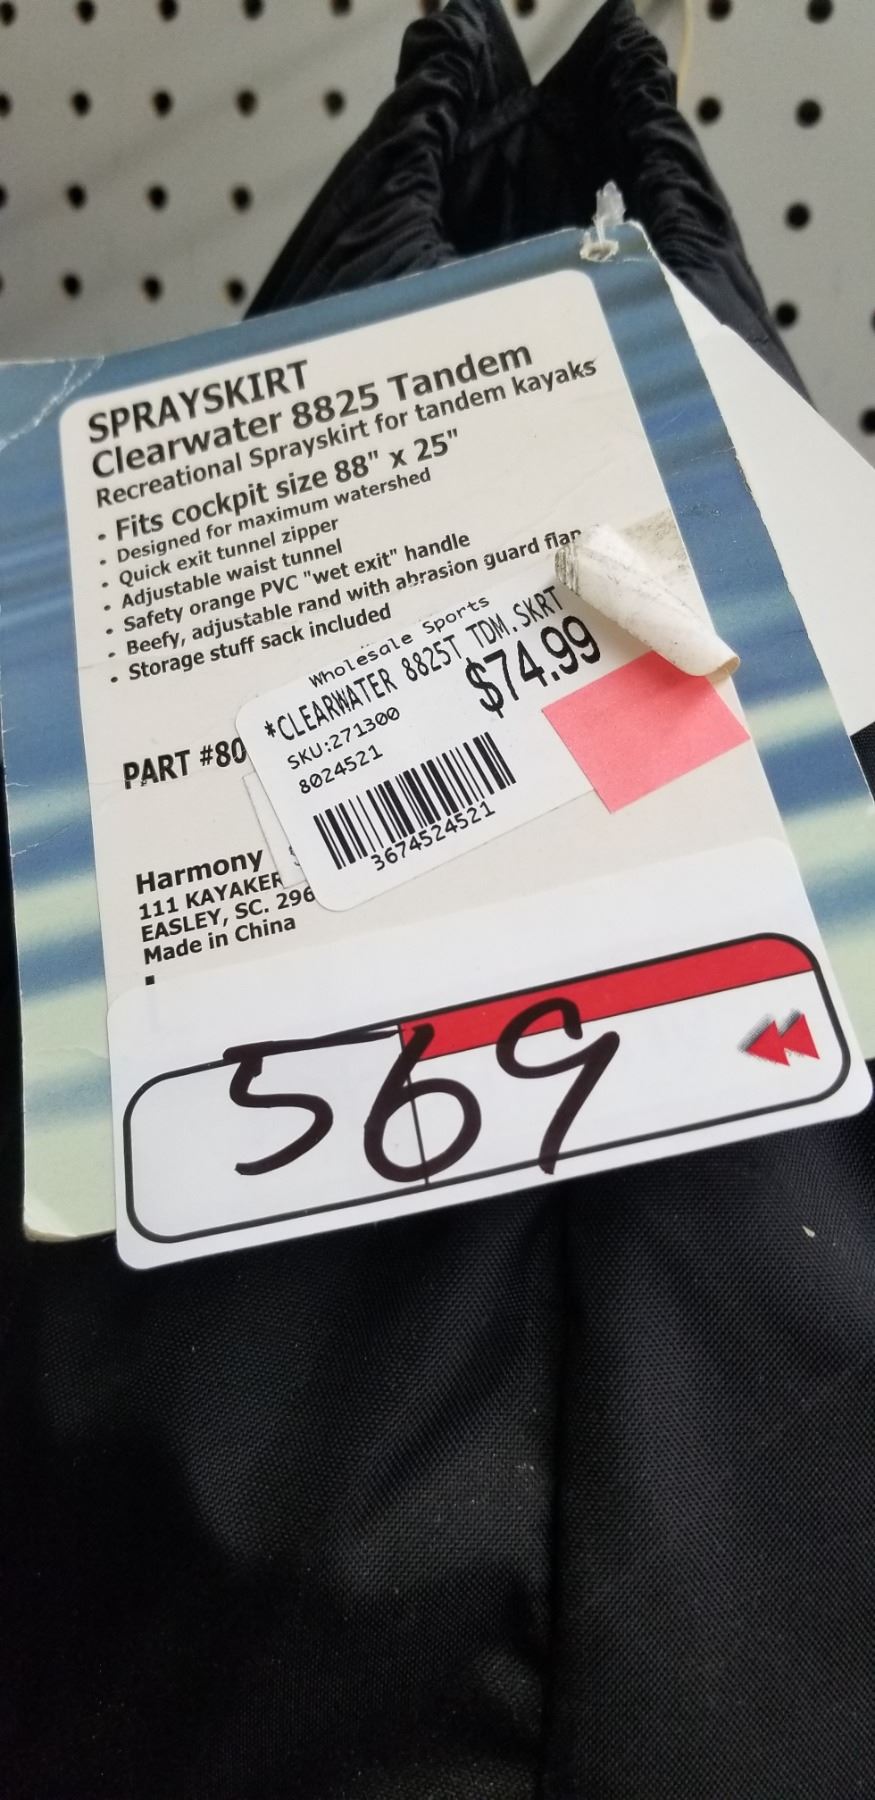 SPRAYSKIRT
Clearwater 8825 Tandem
Recreational Sprayskirt for tandem kayaks
• Fits cockpit size 88" x 25"
• Designed for maximum watershed
• Quick exit tunnel zipper
• Adjustable waist tunnel
• Safety orange PVC "wet exit" handle
• Beefy, adjustable rand with abrasion guard flap
• Storage stuff sack included
Wholesale Sports
*CLEARWATER 8825T TDM.SKRT
$74.99
SKU:271300
8024521
3674524521
PART #80
Harmony
111 KAYAKER
EASLEY, SC. 296
Made in China
569